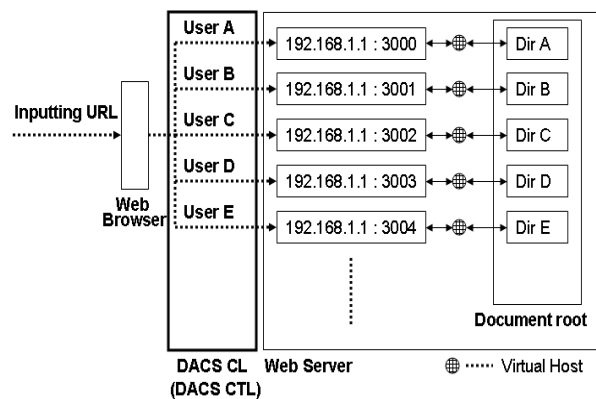 User A
192.168.1.1 : 3000
Dir A
User B
192.168.1.1 : 3001
Dir B
Inputting URL
User C
192.168.1.1 : 3002
Dir C
User D
192.168.1.1 : 3003
Dir D
Web
Browser
User E
192.168.1.1 : 3004
Dir E
Document root
DACS CL
(DACS CTL)
Web Server
Virtual Host